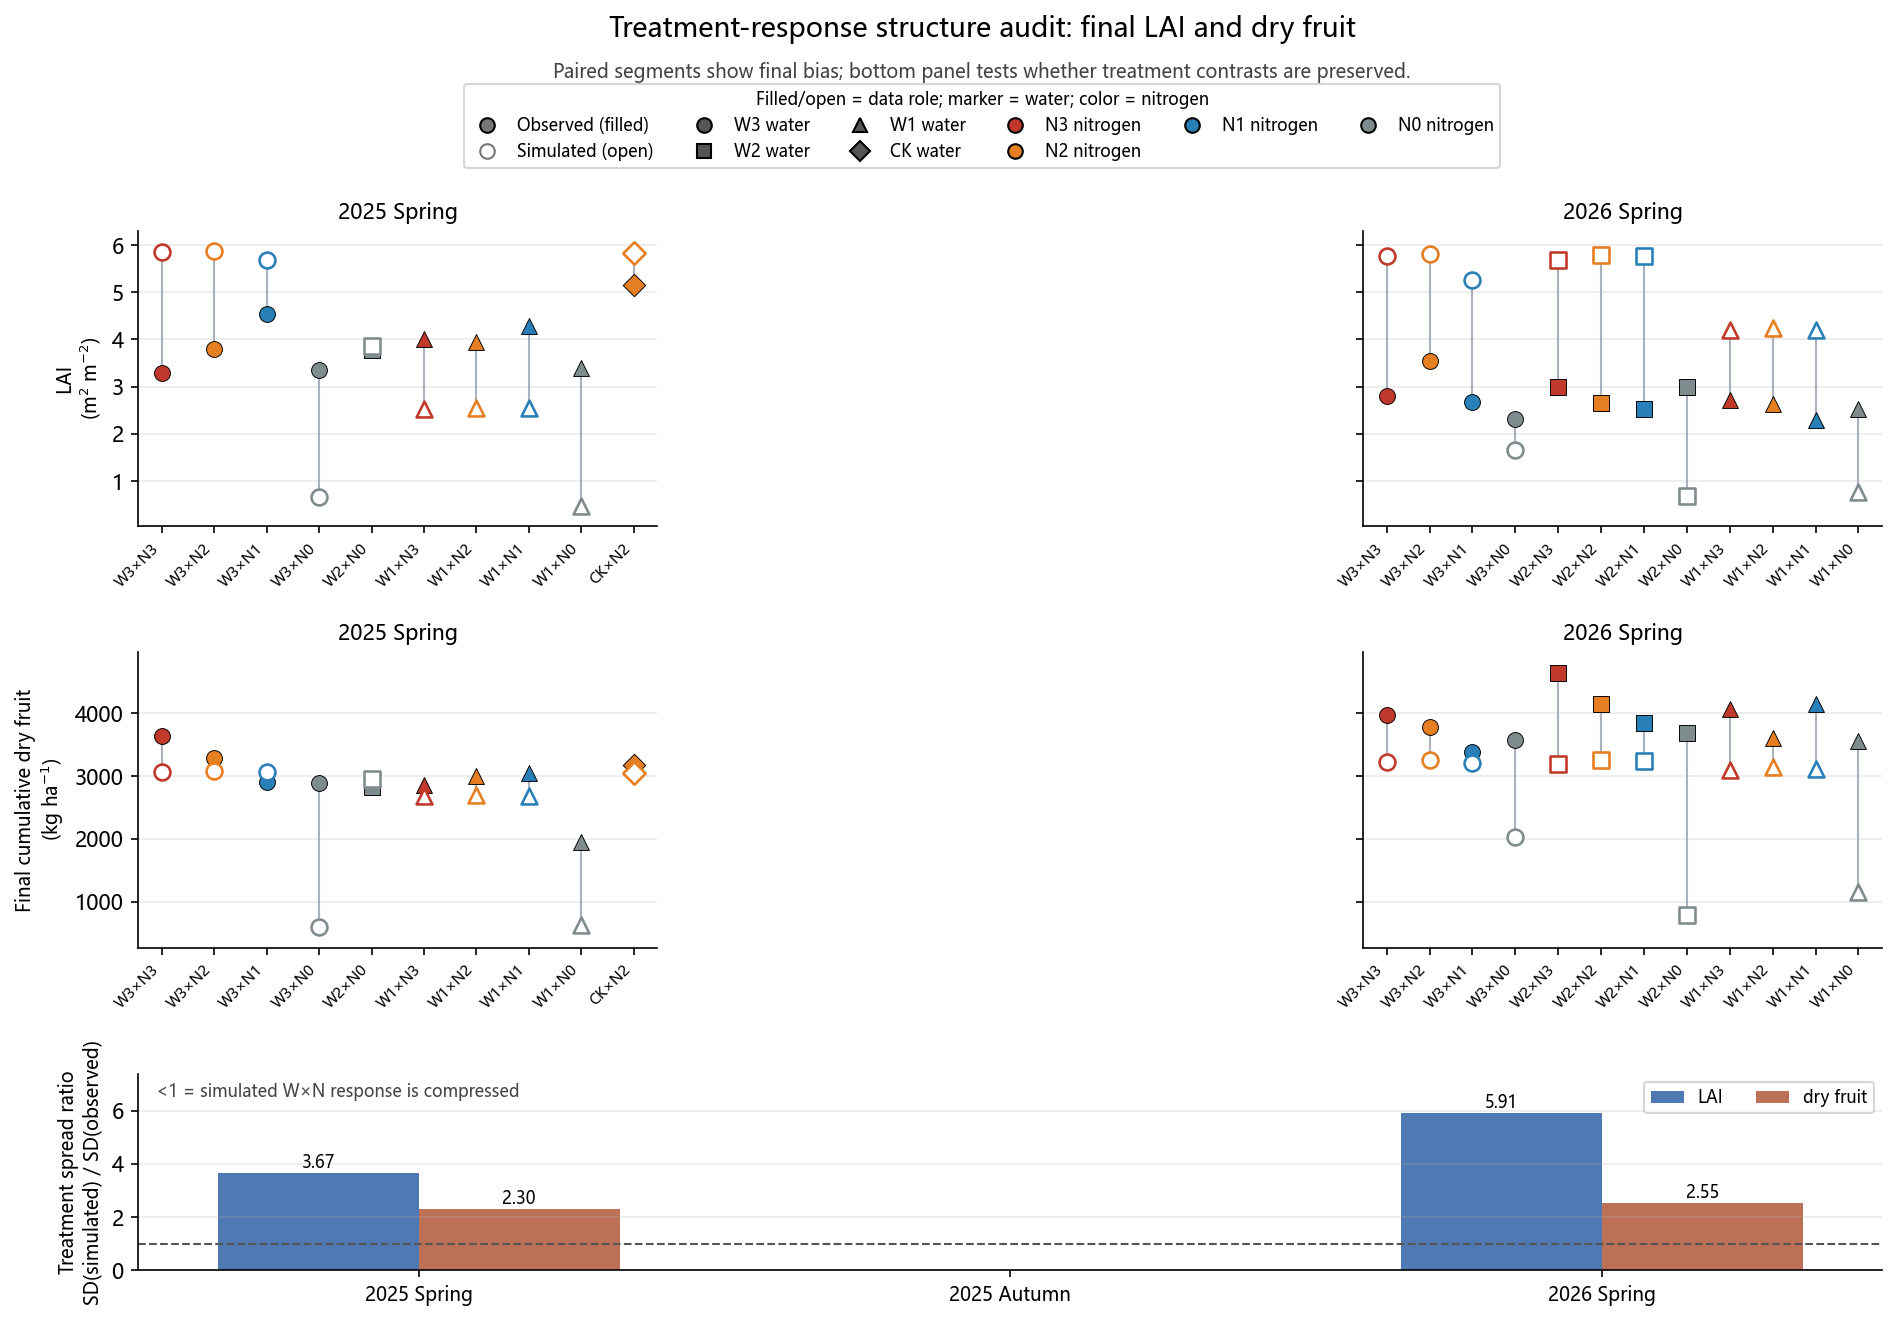 Treatment-response structure audit: final LAI and dry fruit
Paired segments show final bias; bottom panel tests whether treatment contrasts are preserved.
Filled/open = data role; marker = water; color = nitrogen
Observed (filled) W3 water W1 water N3 nitrogen N1 nitrogen N0 nitrogen
Simulated (open) W2 water CK water N2 nitrogen
2025 Spring
LAI
(m² m⁻²)
6
5
4
3
2
1
W3×N3 W3×N2 W3×N1 W3×N0 W2×N0 W1×N3 W1×N2 W1×N1 W1×N0 CK×N2
2026 Spring
W3×N3 W3×N2 W3×N1 W3×N0 W2×N3 W2×N2 W2×N1 W2×N0 W1×N3 W1×N2 W1×N1 W1×N0
2025 Spring
Final cumulative dry fruit
(kg ha⁻¹)
4000
3000
2000
1000
W3×N3 W3×N2 W3×N1 W3×N0 W2×N0 W1×N3 W1×N2 W1×N1 W1×N0 CK×N2
2026 Spring
W3×N3 W3×N2 W3×N1 W3×N0 W2×N3 W2×N2 W2×N1 W2×N0 W1×N3 W1×N2 W1×N1 W1×N0
Treatment spread ratio
SD(simulated) / SD(observed)
<1 = simulated W×N response is compressed
LAI dry fruit
6
4
2
0
3.67
2.30
5.91
2.55
2025 Spring 2025 Autumn 2026 Spring